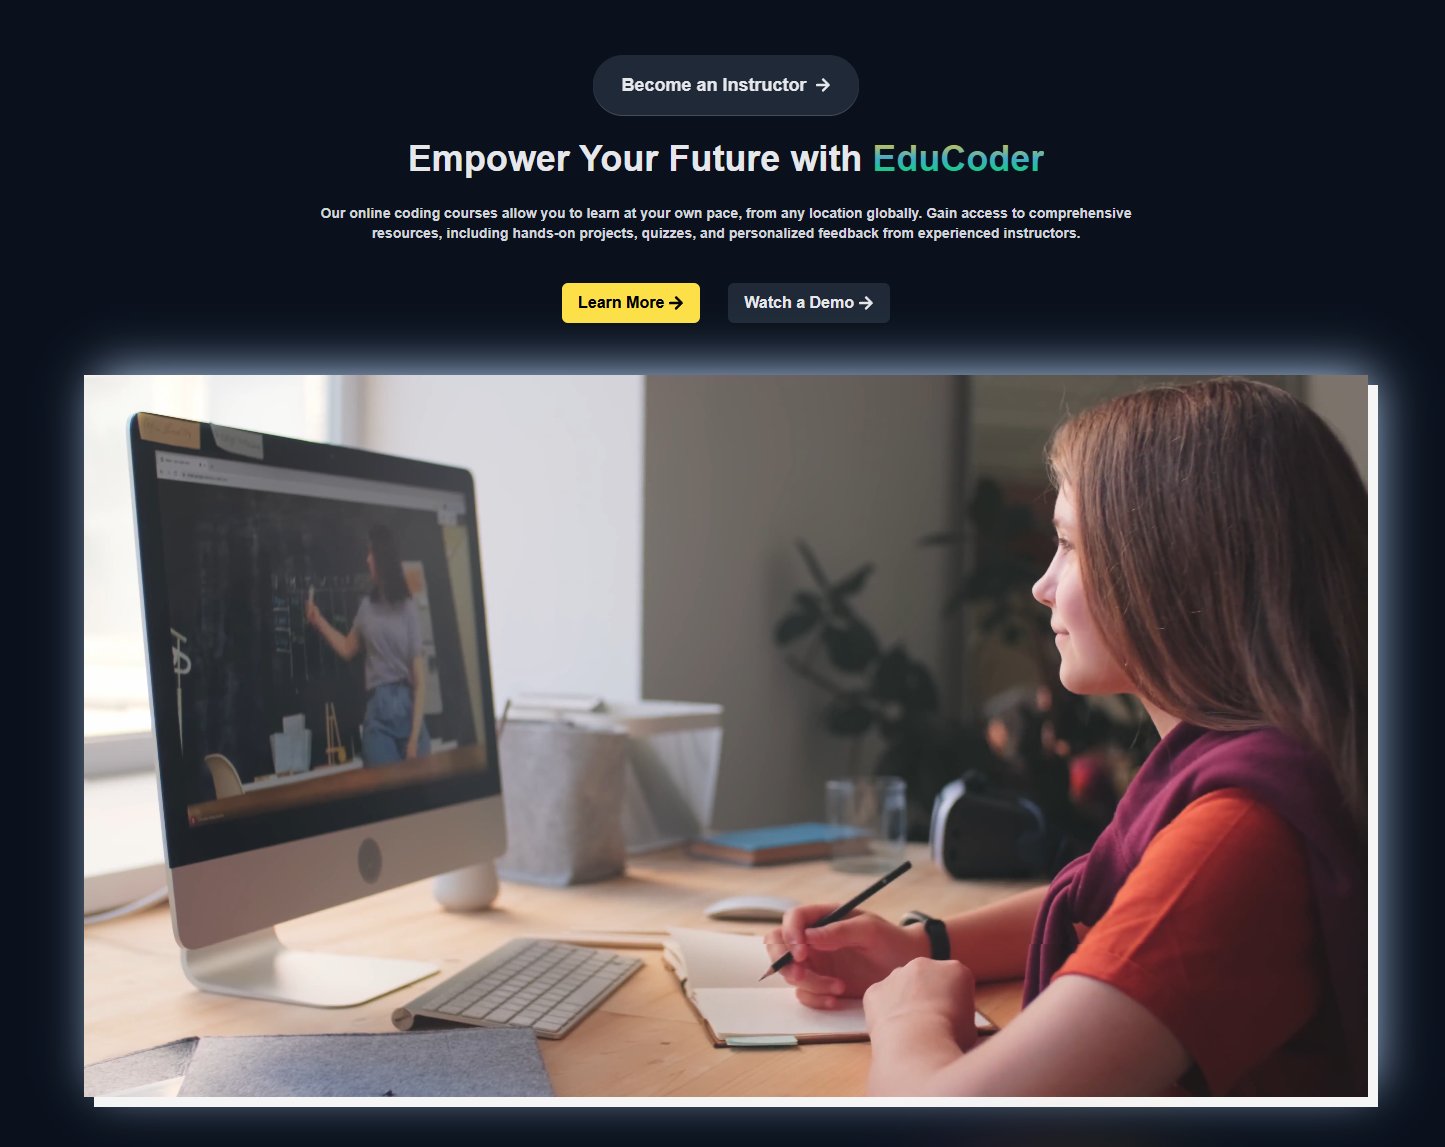 Become an Instructor →
Empower Your Future with EduCoder
Our online coding courses allow you to learn at your own pace, from any location globally. Gain access to comprehensive
resources, including hands-on projects, quizzes, and personalized feedback from experienced instructors.
Learn More →
Watch a Demo →